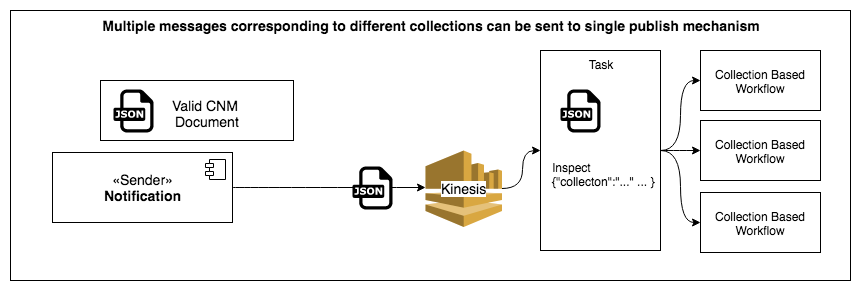 Multiple messages corresponding to different collections can be sent to single publish mechanism
JSON
Valid CNM
Document
«Sender»
Notification
JSON
Kinesis
Task
JSON
Inspect
{"collecton":"..." ... }
Collection Based
Workflow
Collection Based
Workflow
Collection Based
Workflow